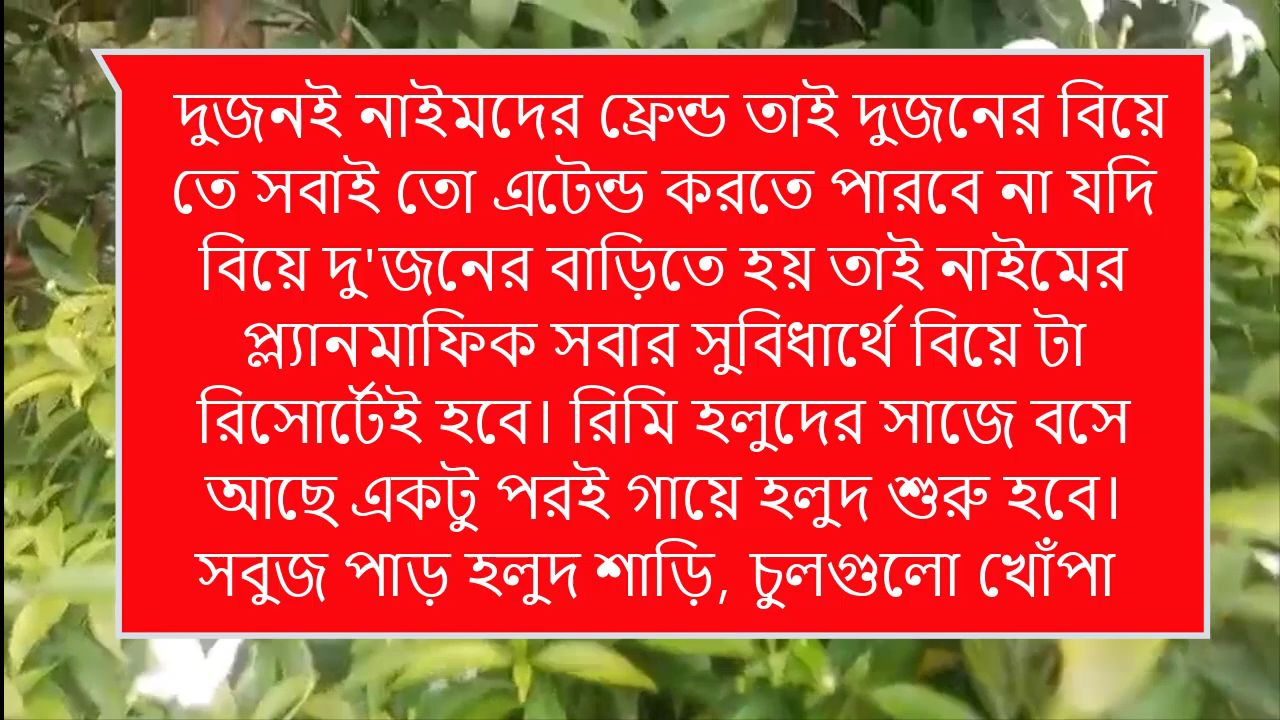 দুজনই নাইমদের ফ্রেন্ড তাই দুজনের বিয়ে
তে সবাই তো এটেন্ড করতে পারবে না যদি
বিয়ে দু'জনের বাড়িতে হয় তাই নাইমের
প্ল্যানমাফিক সবার সুবিধার্থে বিয়ে টা
রিসোর্টেই হবে। রিমি হলুদের সাজে বসে
আছে একটু পরই গায়ে হলুদ শুরু হবে।
সবুজ পাড় হলুদ শাড়ি, চুলগুলো খোঁপা